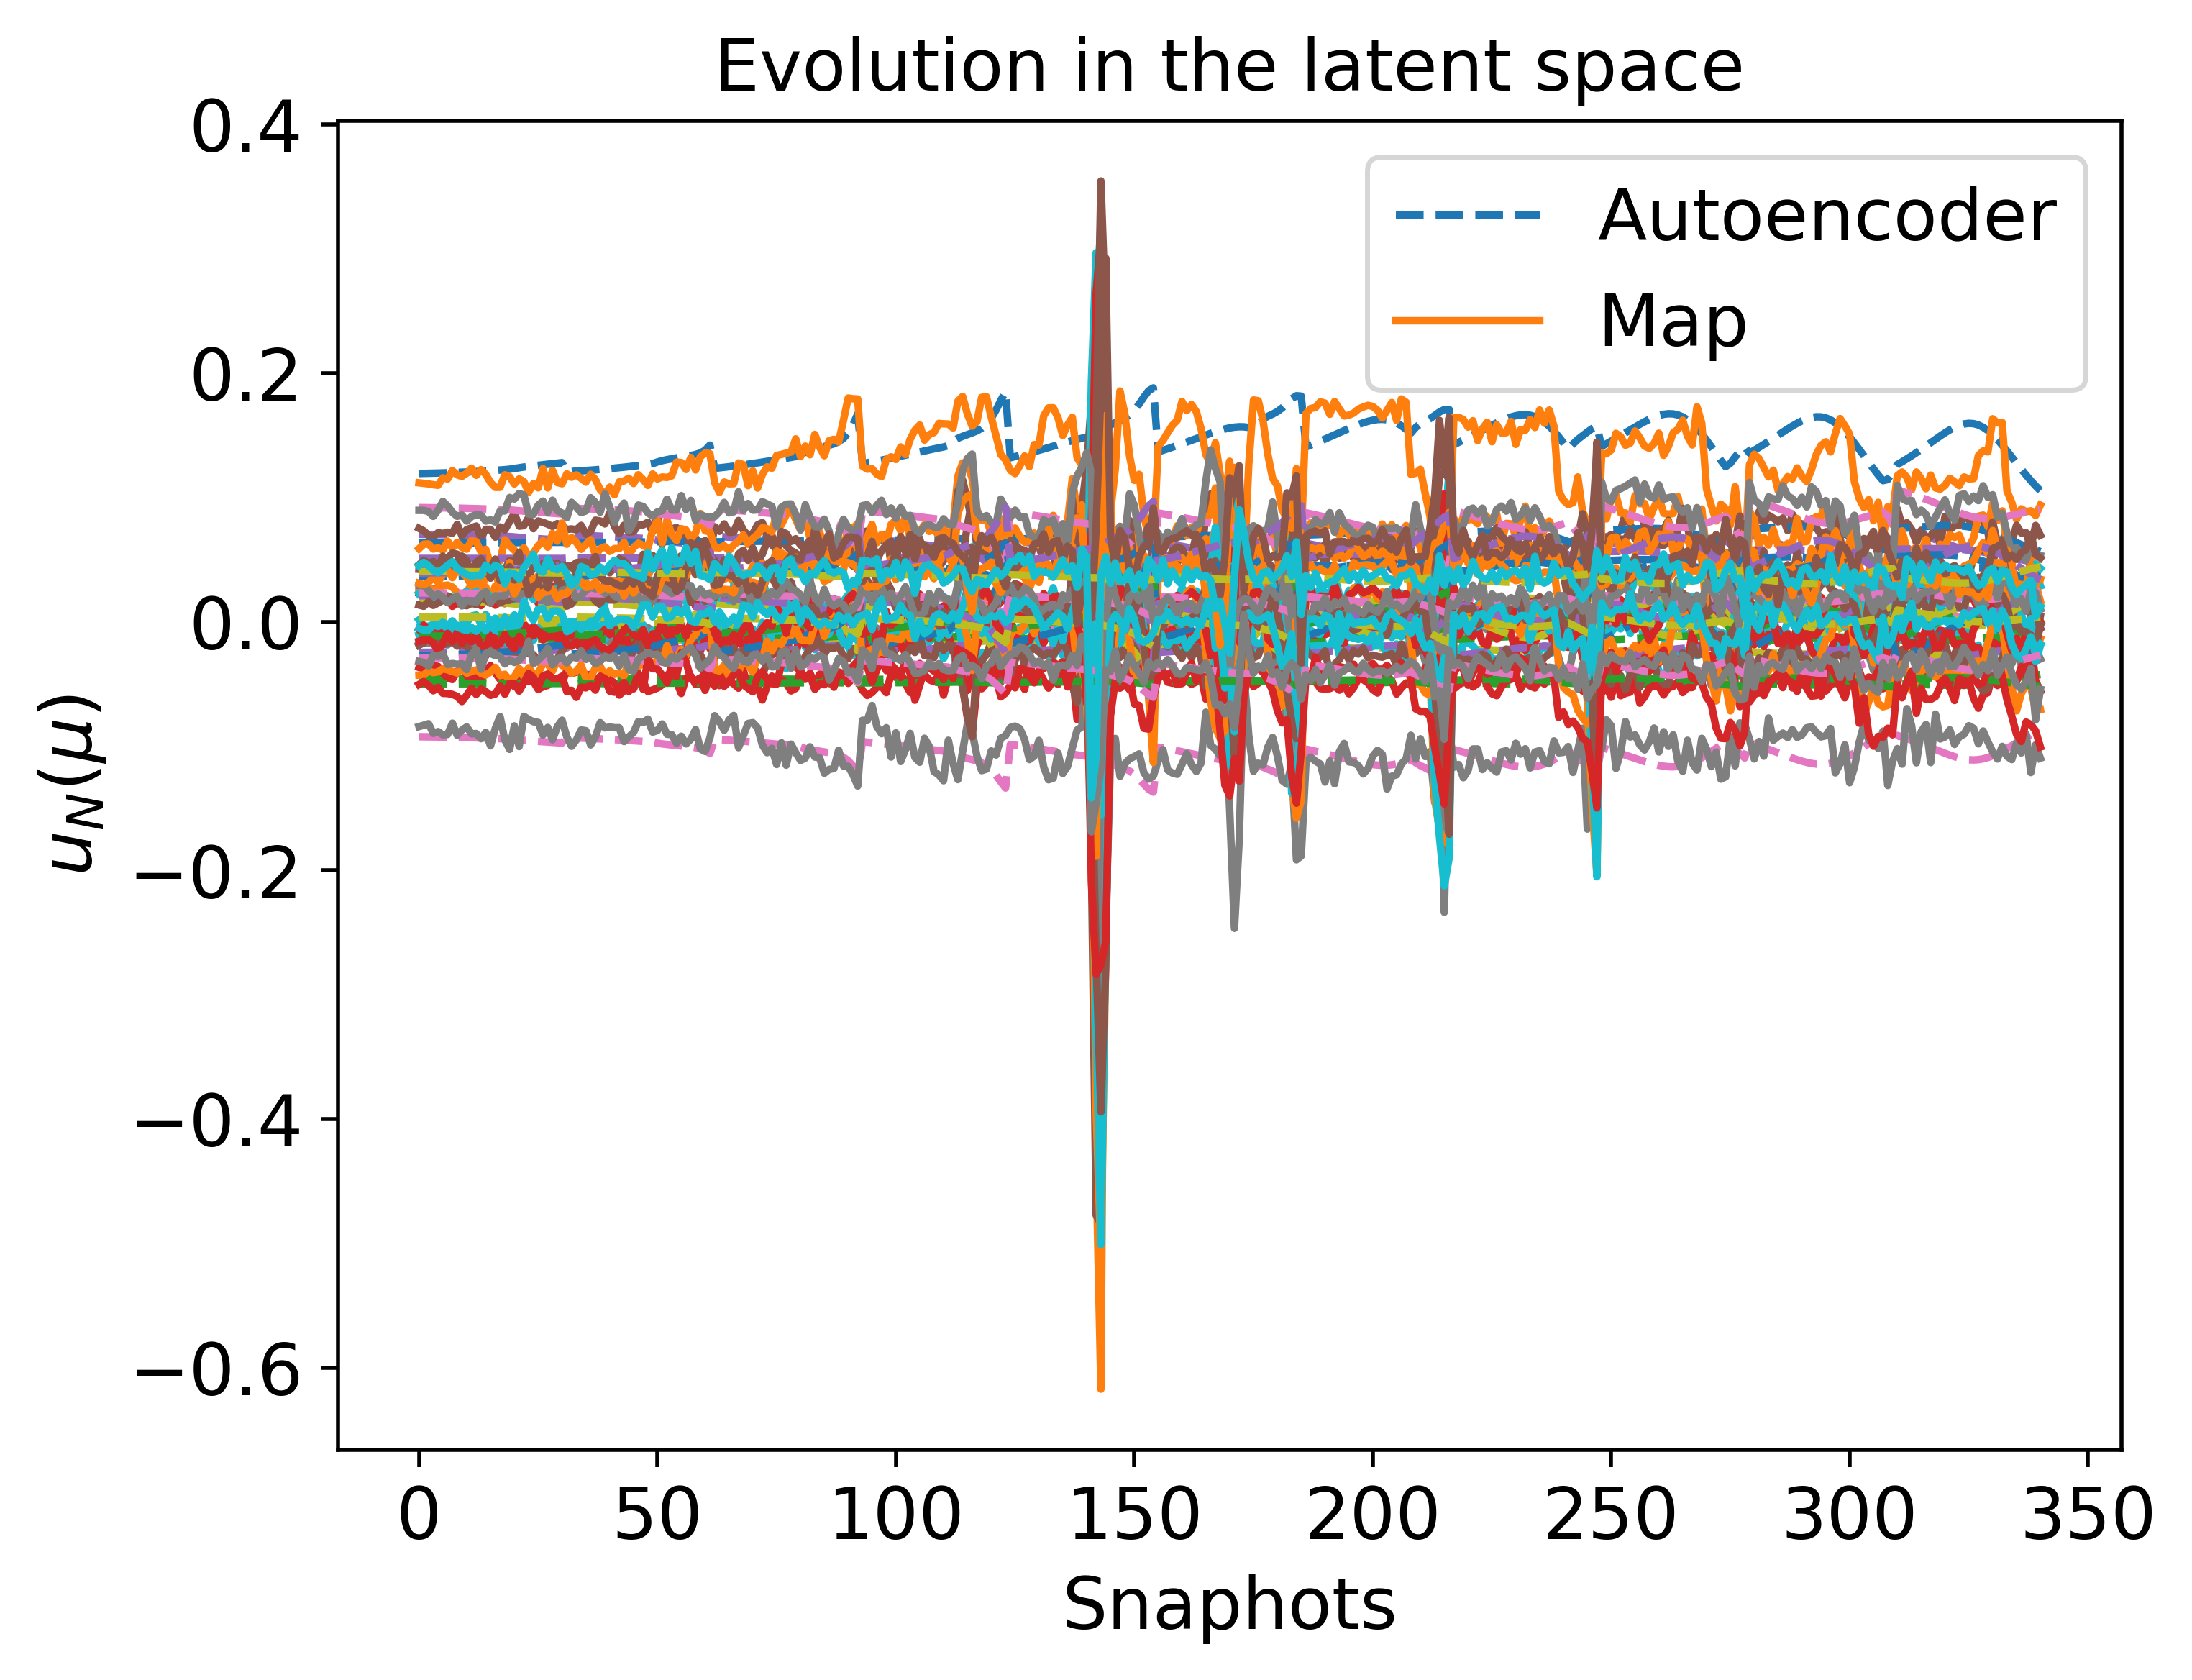 Evolution in the latent space
0.4
0.2
0.0
−0.2
−0.4
−0.6
u_N(μ)
Autoencoder
Map
0 50 100 150 200 250 300 350
Snaphots